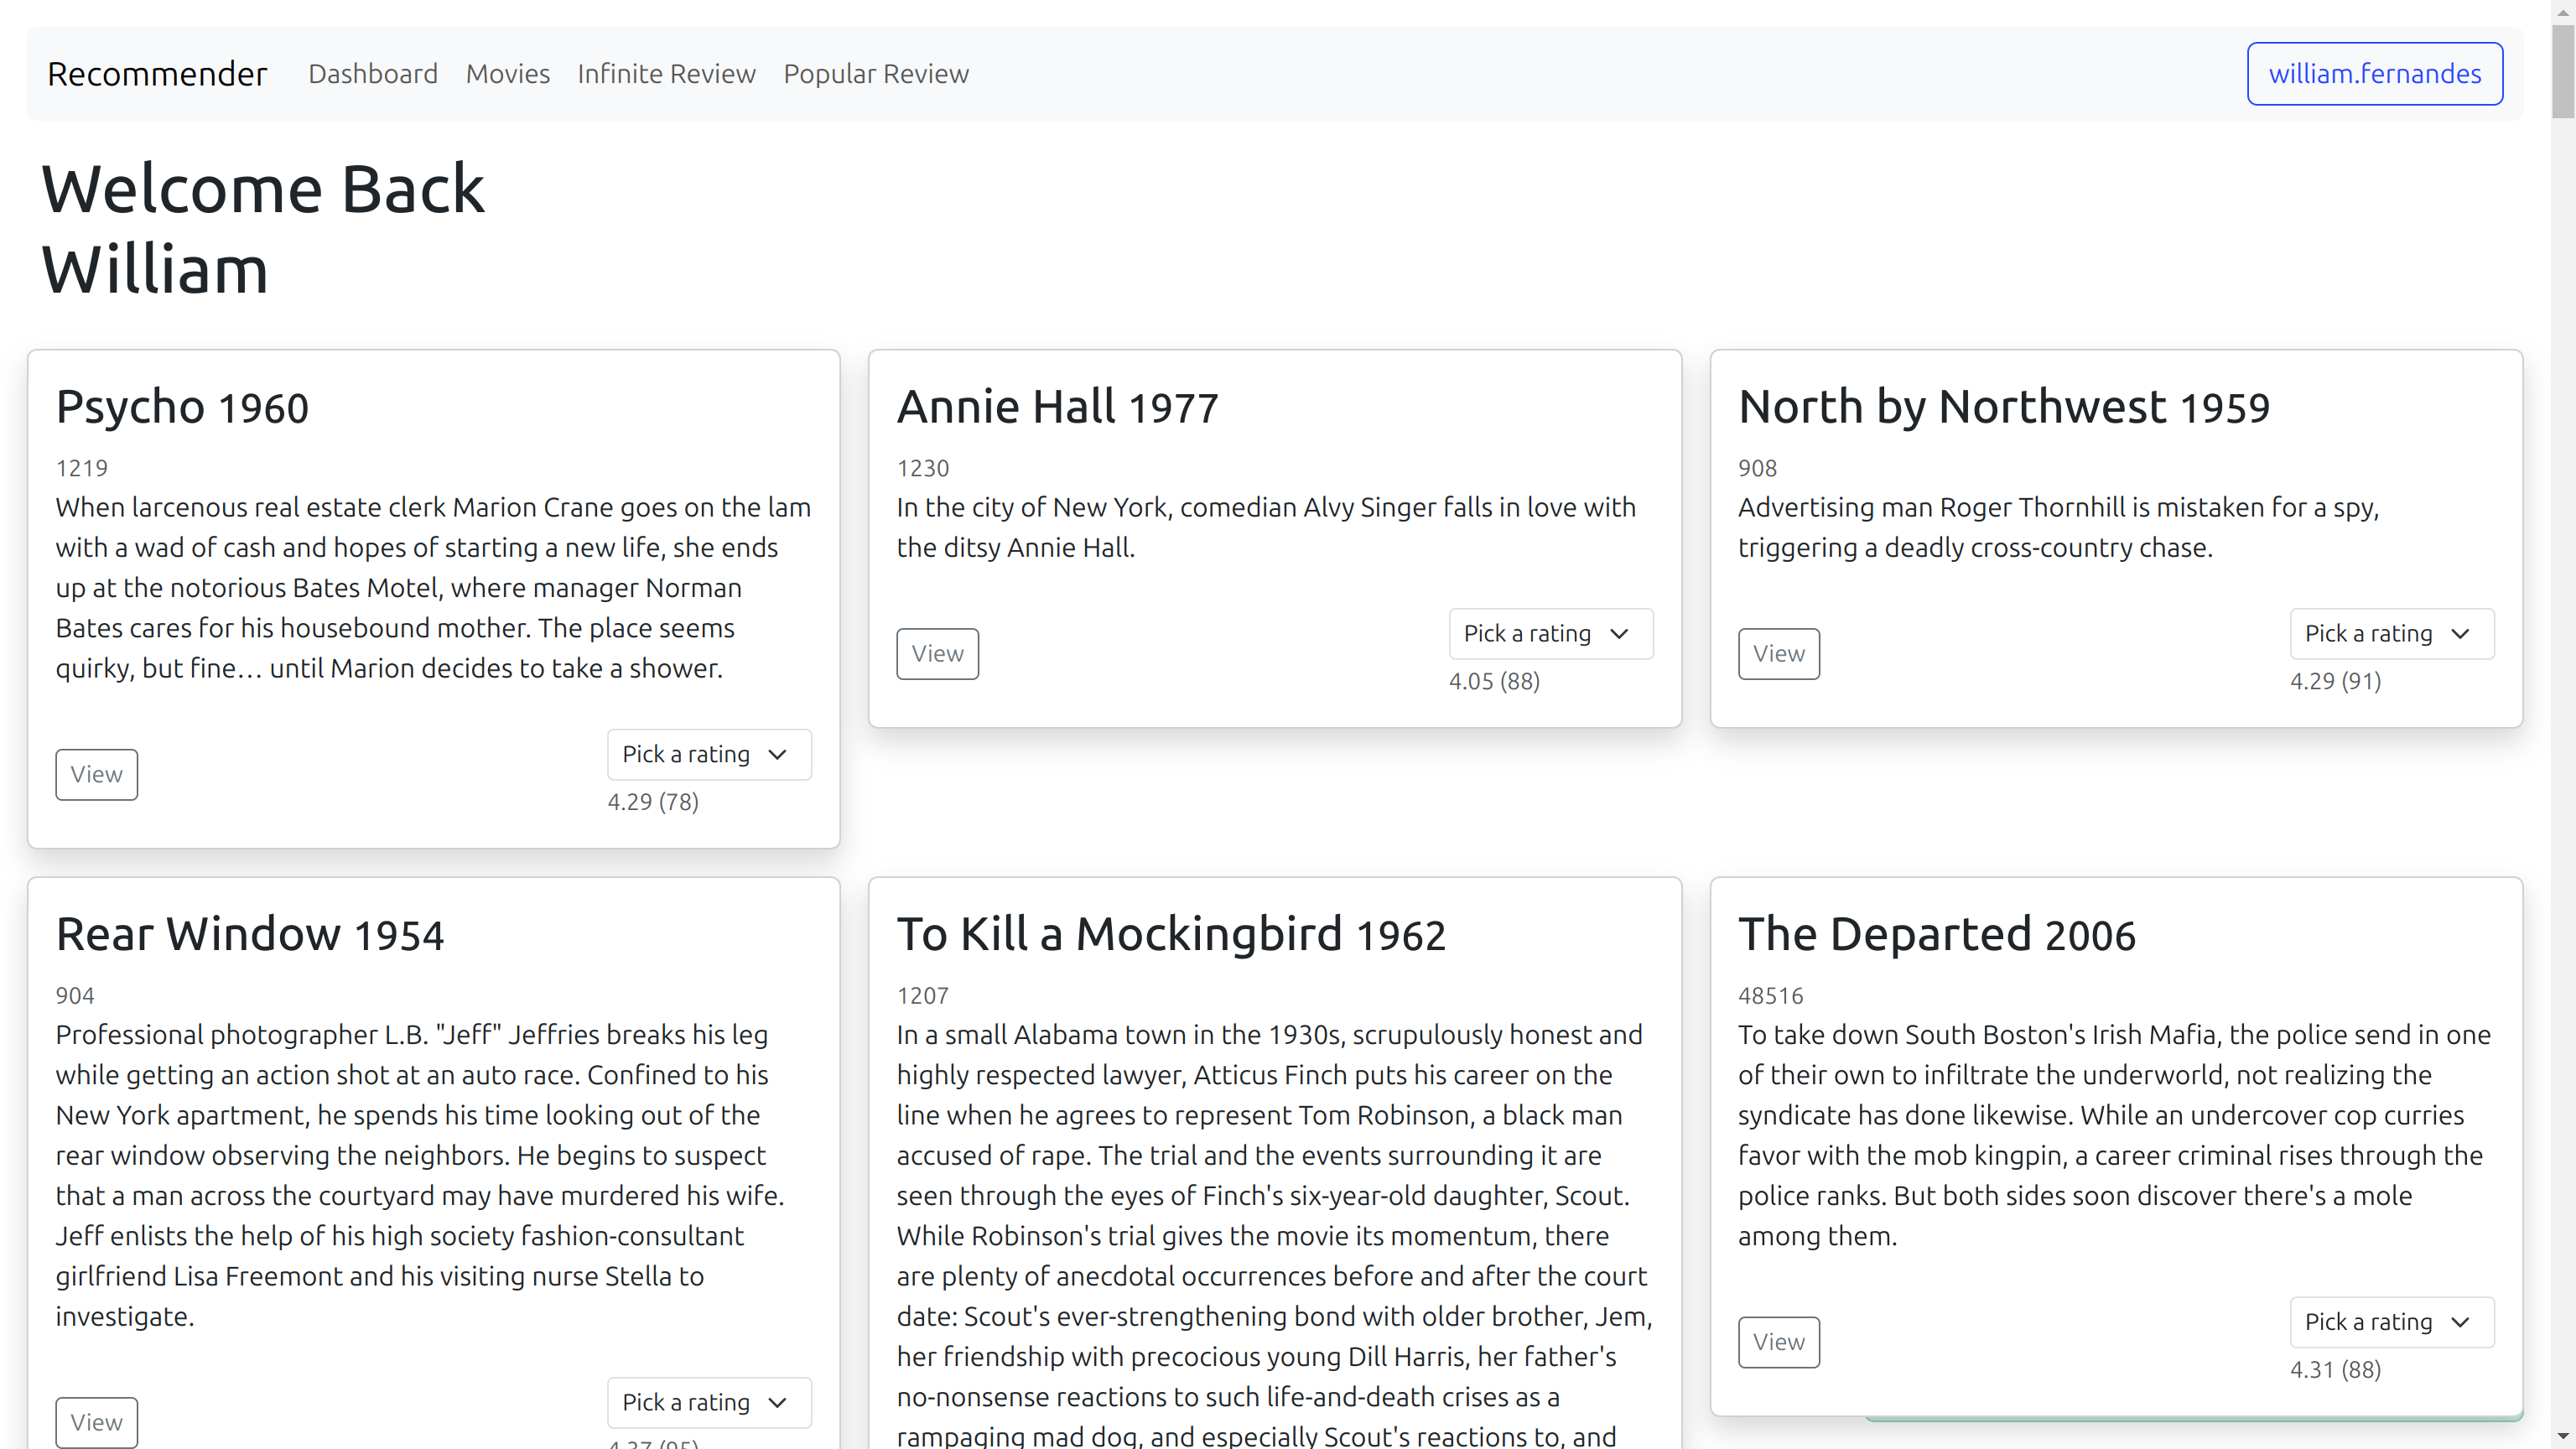 Recommender Dashboard Movies Infinite Review Popular Review william.fernandes
Welcome Back
William
Psycho 1960
1219
When larcenous real estate clerk Marion Crane goes on the lam
with a wad of cash and hopes of starting a new life, she ends
up at the notorious Bates Motel, where manager Norman
Bates cares for his housebound mother. The place seems
quirky, but fine… until Marion decides to take a shower.
View
Pick a rating
4.29 (78)
Annie Hall 1977
1230
In the city of New York, comedian Alvy Singer falls in love with
the ditsy Annie Hall.
View
Pick a rating
4.05 (88)
North by Northwest 1959
908
Advertising man Roger Thornhill is mistaken for a spy,
triggering a deadly cross-country chase.
View
Pick a rating
4.29 (91)
Rear Window 1954
904
Professional photographer L.B. "Jeff" Jeffries breaks his leg
while getting an action shot at an auto race. Confined to his
New York apartment, he spends his time looking out of the
rear window observing the neighbors. He begins to suspect
that a man across the courtyard may have murdered his wife.
Jeff enlists the help of his high society fashion-consultant
girlfriend Lisa Freemont and his visiting nurse Stella to
investigate.
View
Pick a rating
To Kill a Mockingbird 1962
1207
In a small Alabama town in the 1930s, scrupulously honest and
highly respected lawyer, Atticus Finch puts his career on the
line when he agrees to represent Tom Robinson, a black man
accused of rape. The trial and the events surrounding it are
seen through the eyes of Finch's six-year-old daughter, Scout.
While Robinson's trial gives the movie its momentum, there
are plenty of anecdotal occurrences before and after the court
date: Scout's ever-strengthening bond with older brother, Jem,
her friendship with precocious young Dill Harris, her father's
no-nonsense reactions to such life-and-death crises as a
rampaging mad dog, and especially Scout's reactions to, and
The Departed 2006
48516
To take down South Boston's Irish Mafia, the police send in one
of their own to infiltrate the underworld, not realizing the
syndicate has done likewise. While an undercover cop curries
favor with the mob kingpin, a career criminal rises through the
police ranks. But both sides soon discover there's a mole
among them.
View
Pick a rating
4.31 (88)